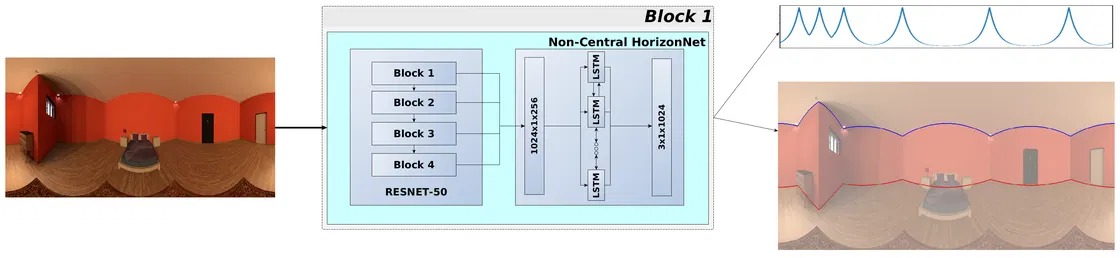 Block 1
Non-Central HorizonNet
Block 1
Block 2
Block 3
Block 4
RESNET-50
1024x1x256
LSTM
LSTM
LSTM
3x1x1024